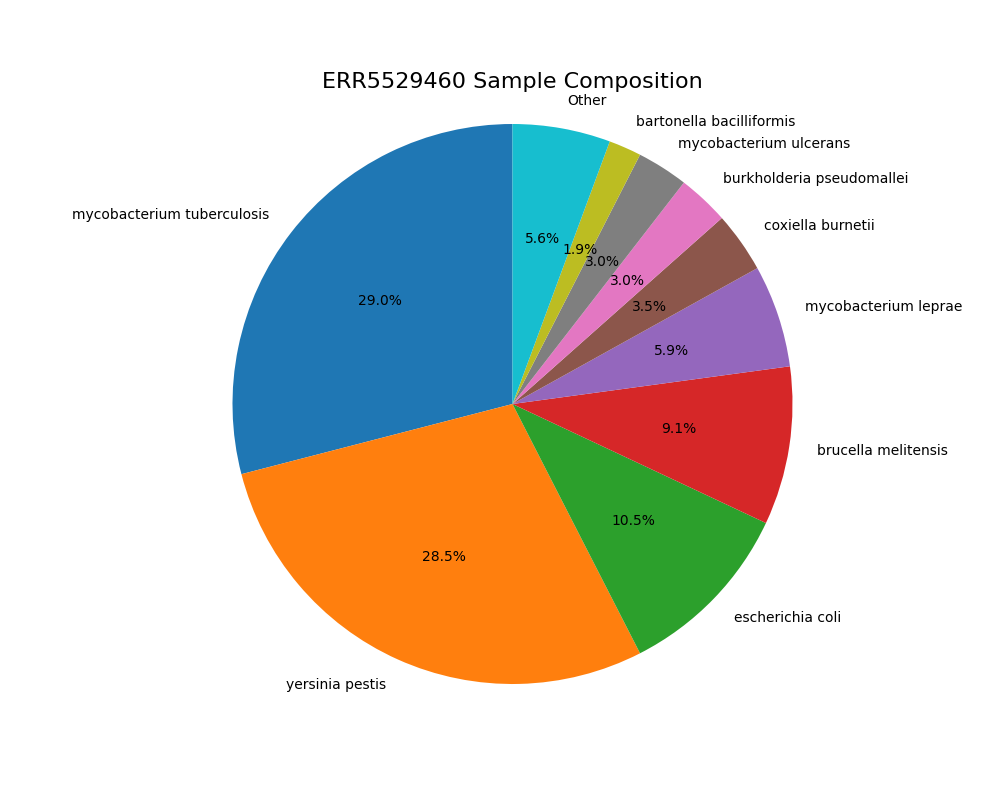 ERR5529460 Sample Composition
Other
bartonella bacilliformis
mycobacterium ulcerans
burkholderia pseudomallei
mycobacterium tuberculosis
coxiella burnetii
5.6%
1.9%
3.0%
3.0%
29.0%
3.5%
mycobacterium leprae
5.9%
9.1%
brucella melitensis
10.5%
28.5%
escherichia coli
yersinia pestis